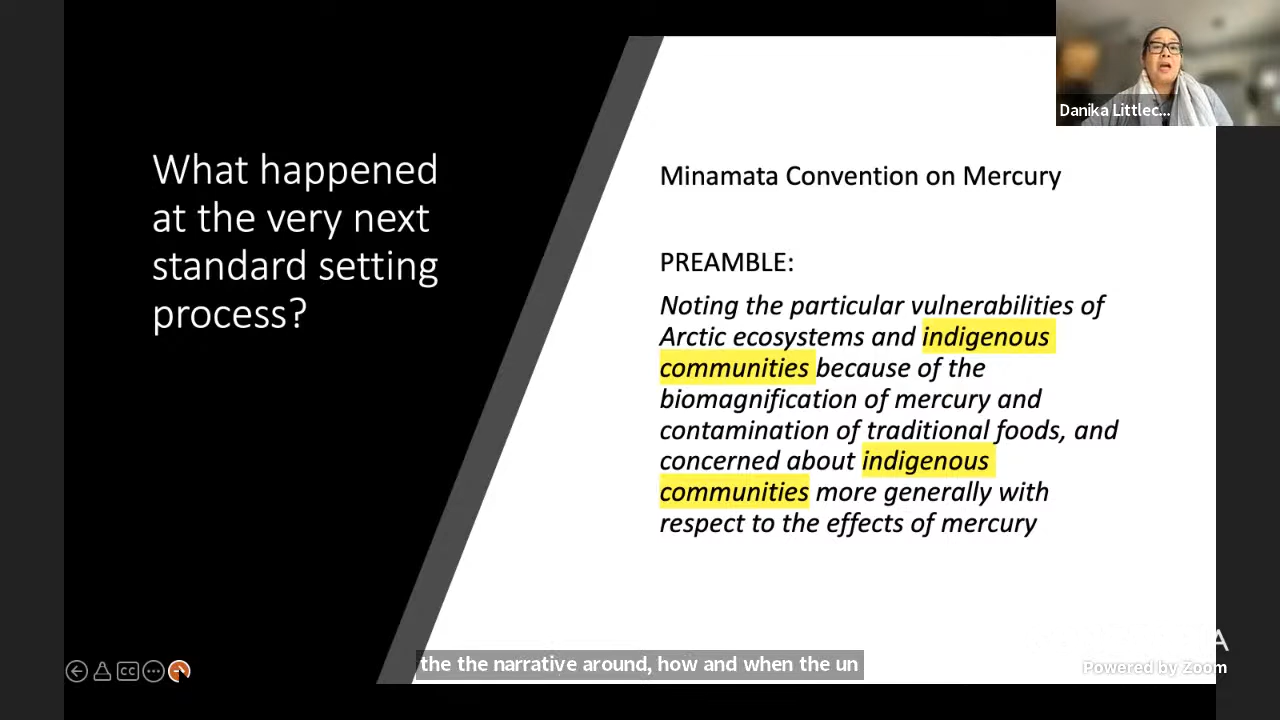 Danika Littlec...
What happened
at the very next
standard setting
process?
Minamata Convention on Mercury
PREAMBLE:
Noting the particular vulnerabilities of
Arctic ecosystems and indigenous
communities because of the
biomagnification of mercury and
contamination of traditional foods, and
concerned about indigenous
communities more generally with
respect to the effects of mercury
CC
the the narrative around, how and when the un
A
Powered by Zoom